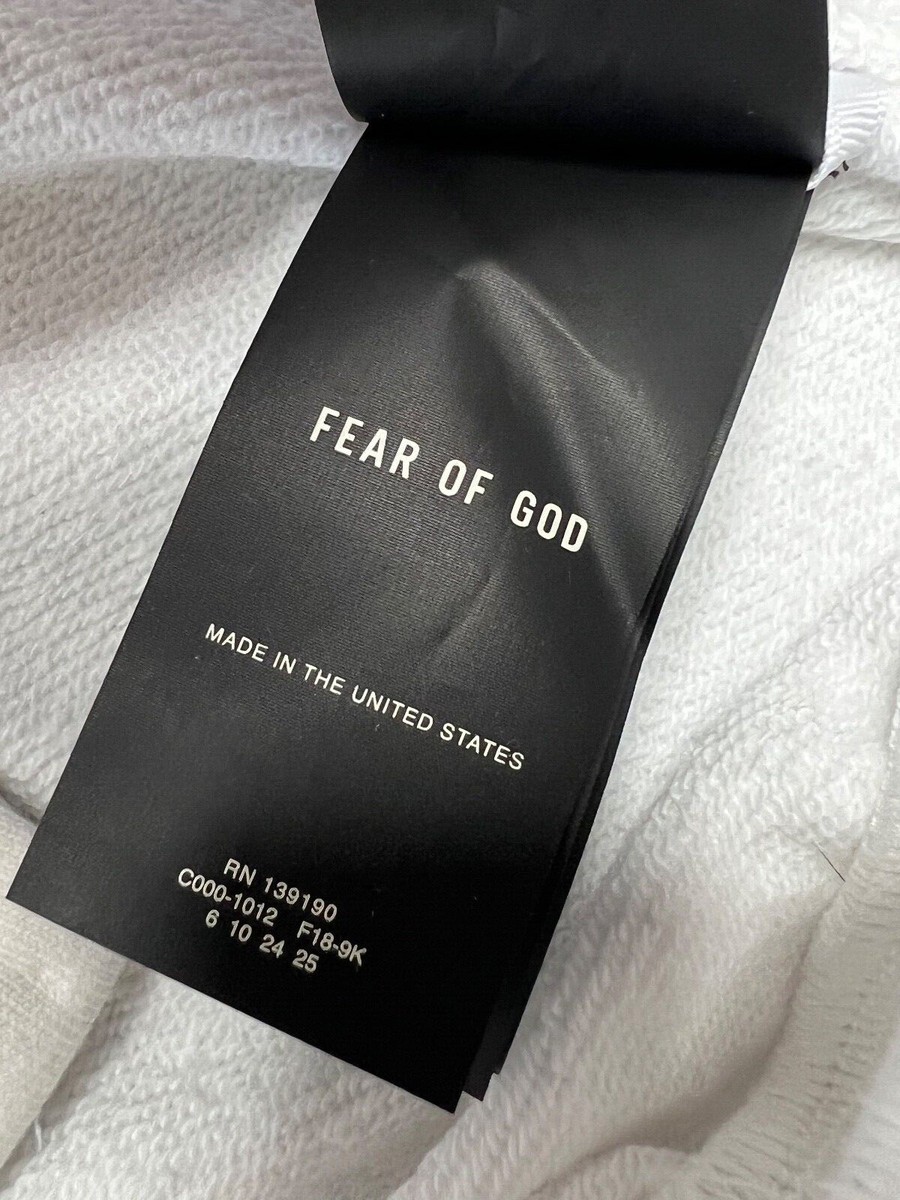 FEAR OF GOD
MADE IN THE UNITED STATES
RN 139190
C000-1012 F18-9K
6 10 24 25